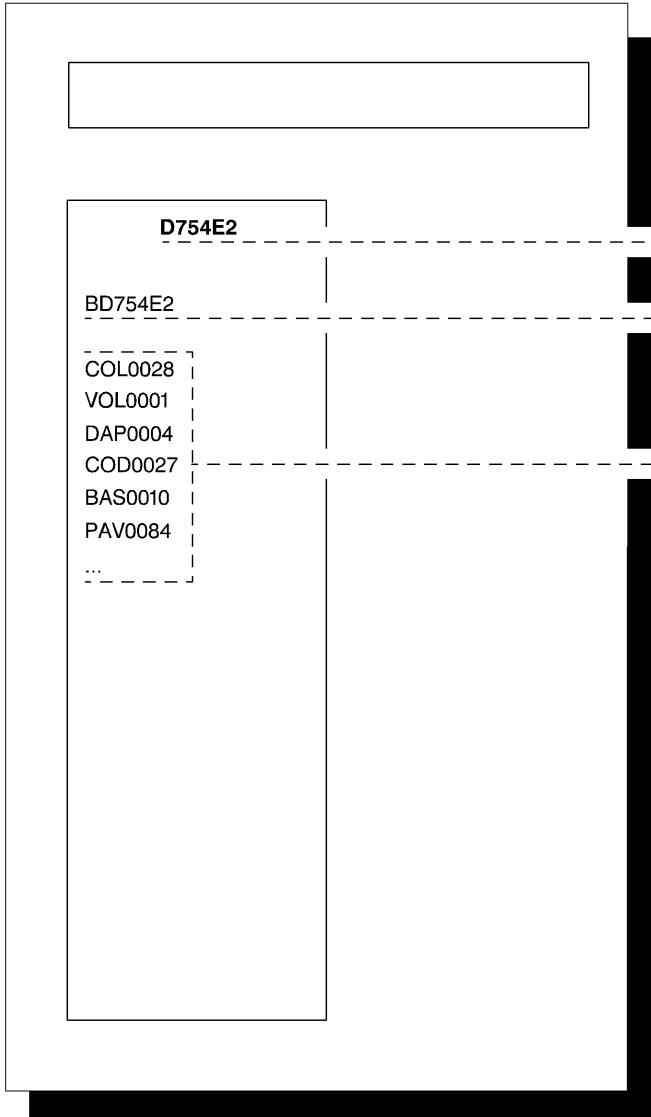 D754E2
BD754E2
COL0028
VOL0001
DAP0004
COD0027
BAS0010
PAV0084
...